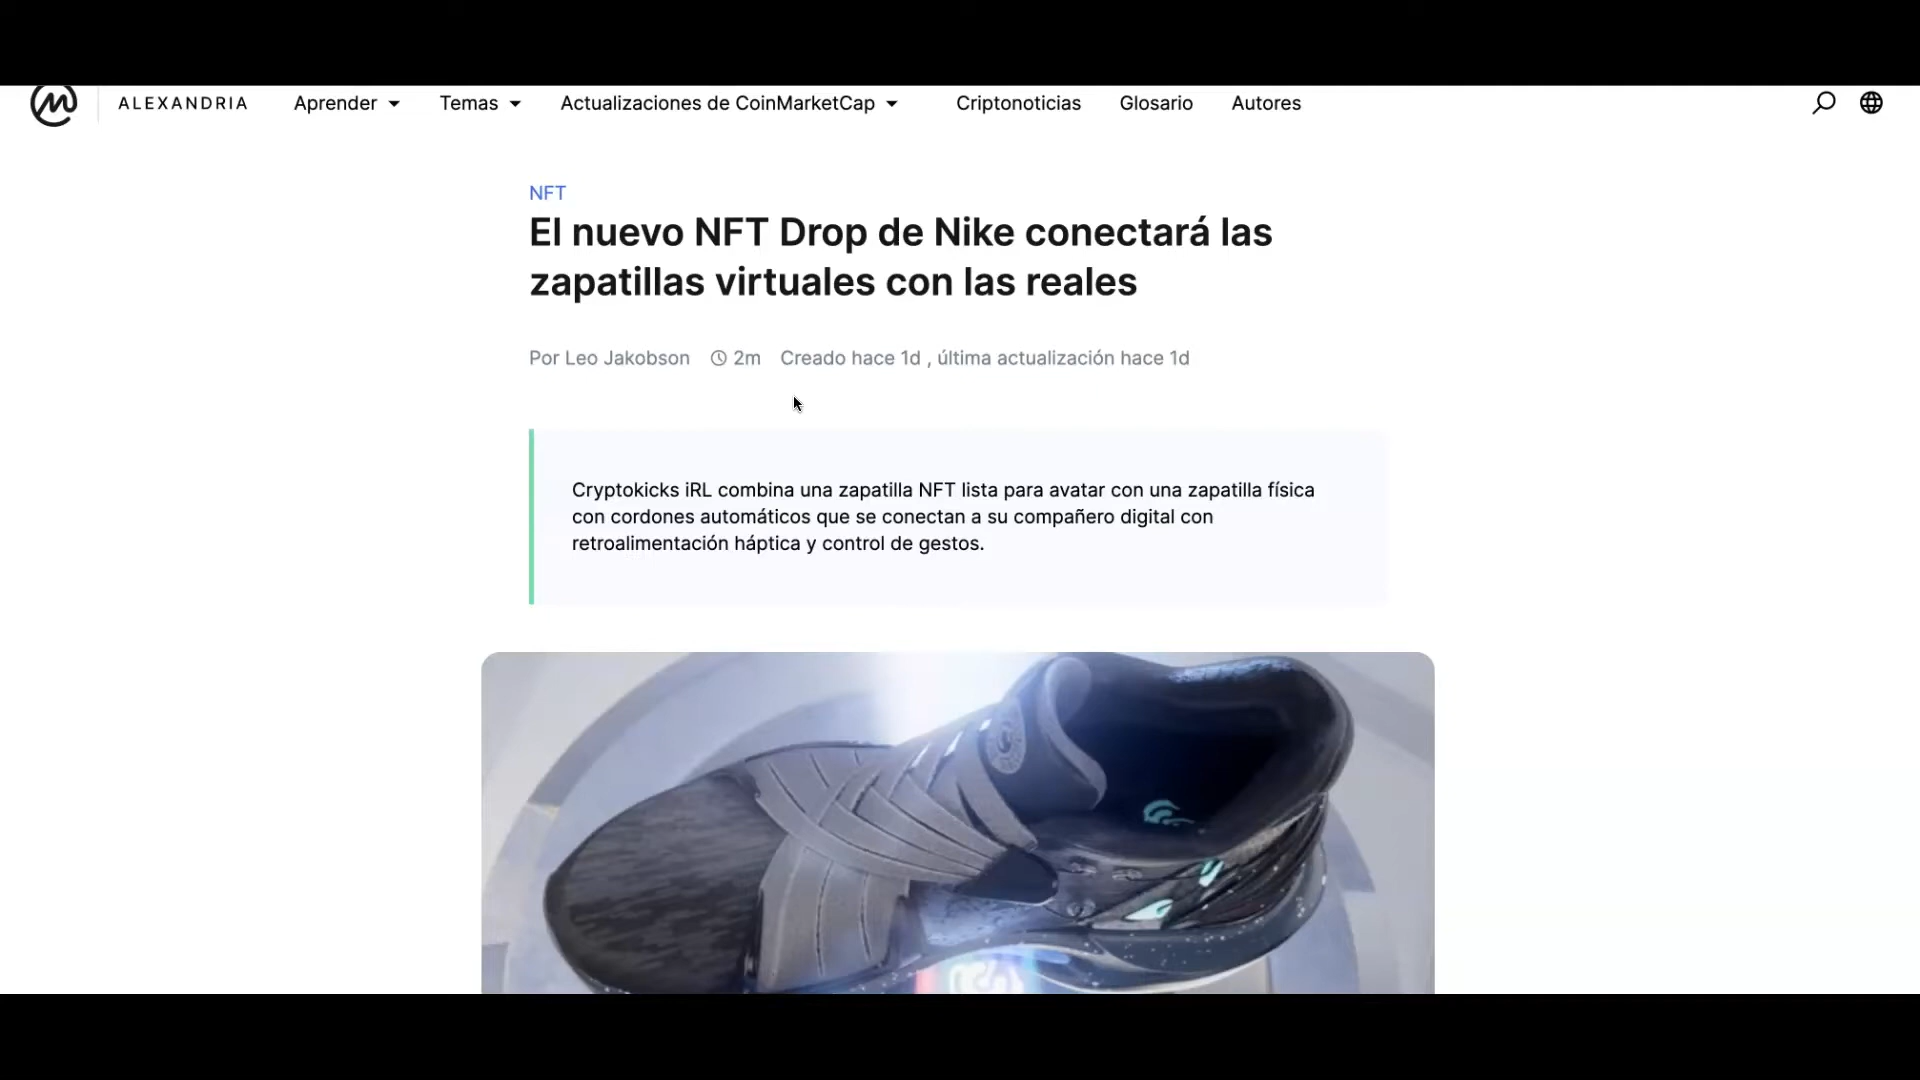 ALEXANDRIA
Aprender
Temas
Actualizaciones de CoinMarketCap
Criptonoticias
Glosario
Autores
NFT
El nuevo NFT Drop de Nike conectará las
zapatillas virtuales con las reales
Por Leo Jakobson 2m Creado hace 1d , última actualización hace 1d
Cryptokicks iRL combina una zapatilla NFT lista para avatar con una zapatilla física
con cordones automáticos que se conectan a su compañero digital con
retroalimentación háptica y control de gestos.